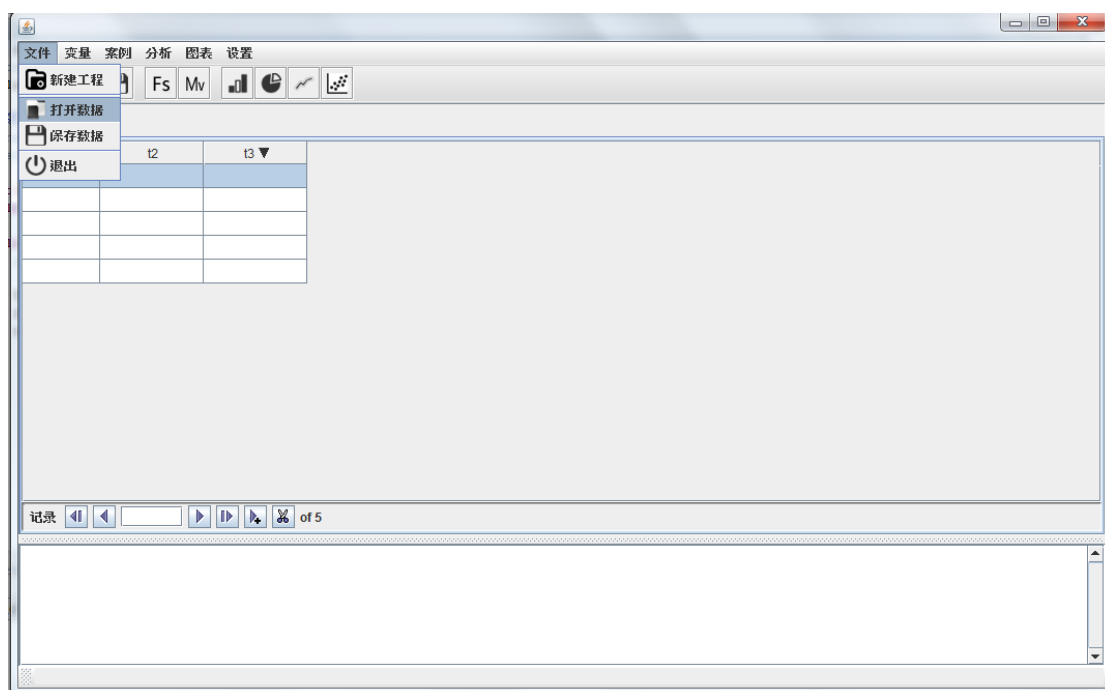 文件 变量 案例 分析 图表 设置
新建工程
Fs Mv
打开数据
保存数据
t2 t3
退出
记录 of 5